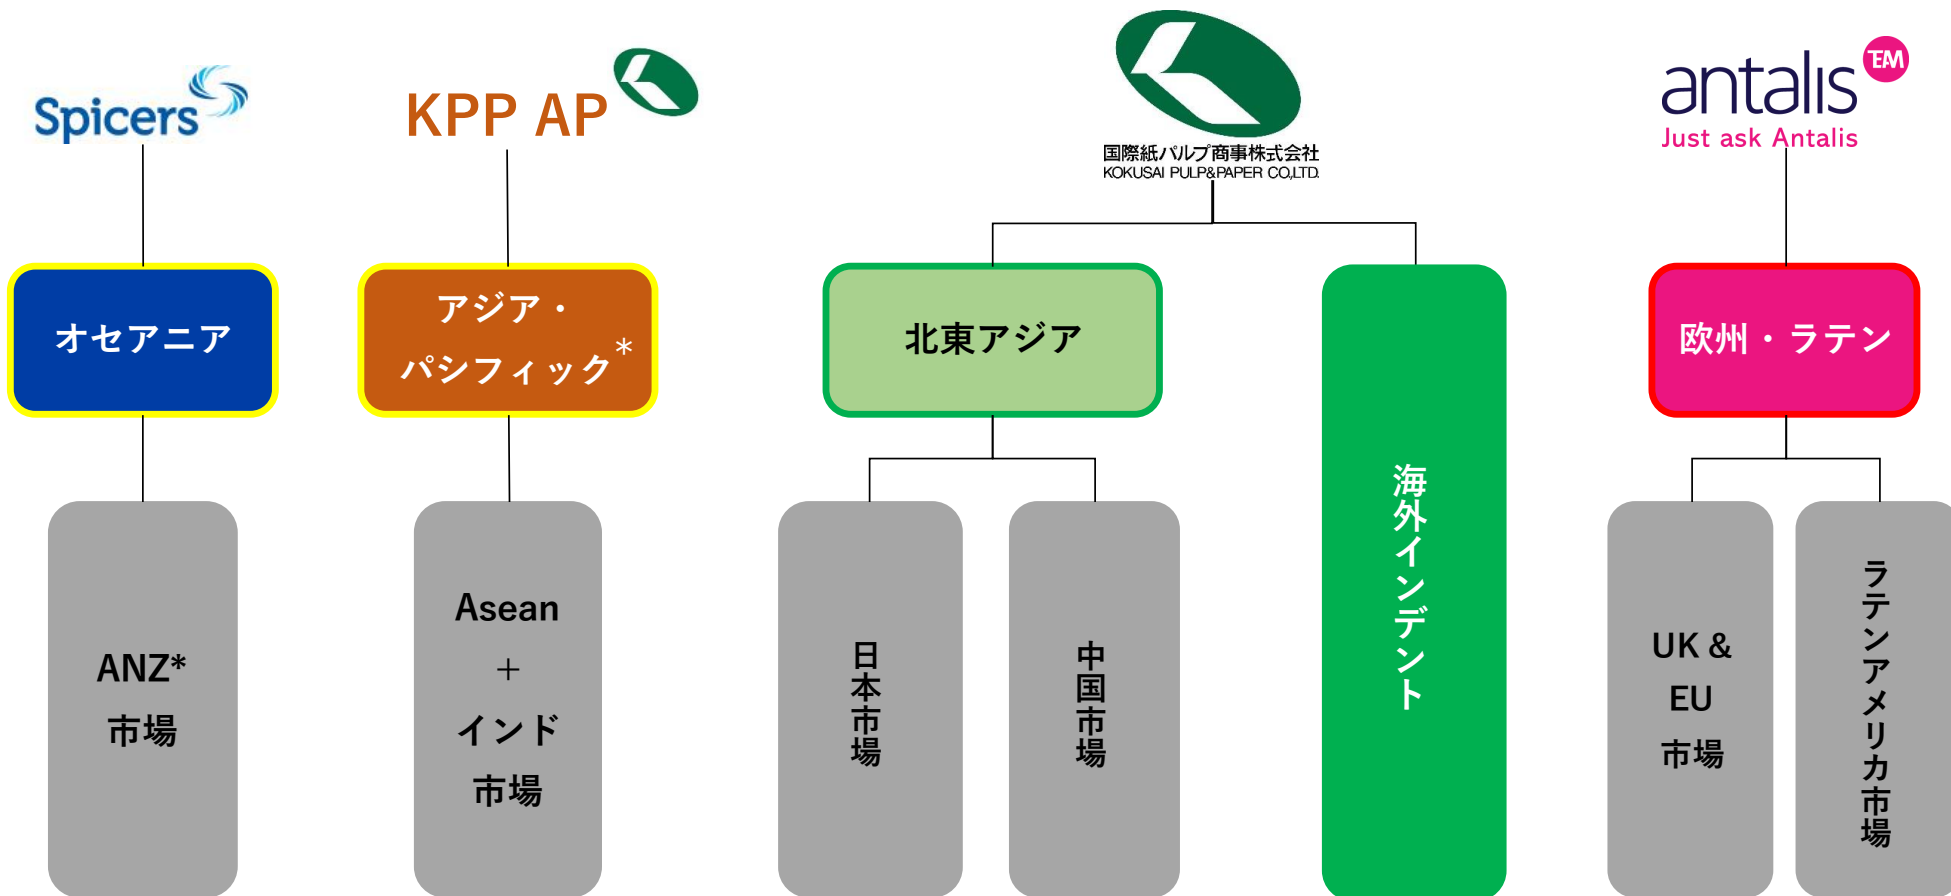 Spicers
KPP AP
国際紙パルプ商事株式会社
KOKUSAI PULP&PAPER CO.,LTD.
antalis TM
Just ask Antalis
オセアニア
アジア・
パシフィック*
北東アジア
海外インデント
欧州・ラテン
ANZ*
市場
Asean
+
インド
市場
日本市場
中国市場
UK &
EU
市場
ラテンアメリカ市場